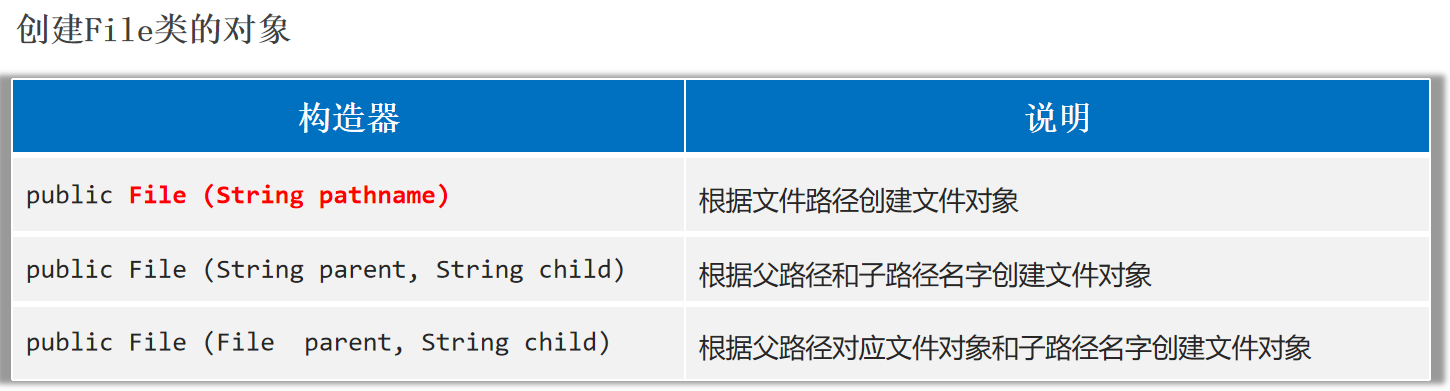 创建File类的对象
构造器 说明
public File (String pathname) 根据文件路径创建文件对象
public File (String parent, String child) 根据父路径和子路径名字创建文件对象
public File (File  parent, String child) 根据父路径对应文件对象和子路径名字创建文件对象